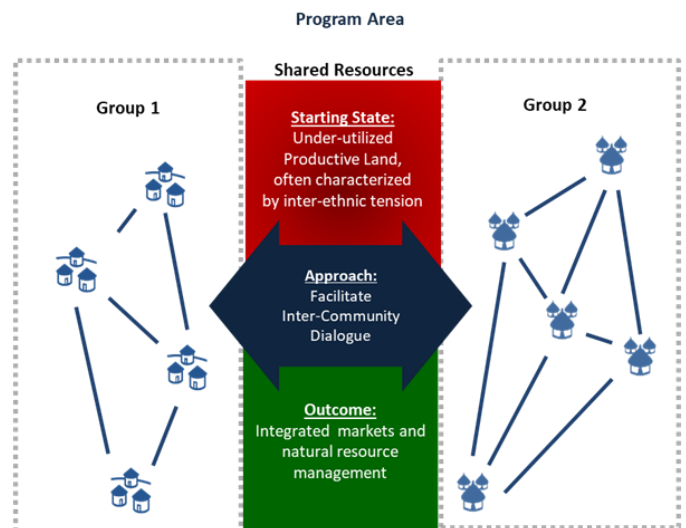 Program Area
Shared Resources
Group 1
Group 2
Starting State:
Under-utilized
Productive Land,
often characterized
by inter-ethnic tension
Approach:
Facilitate
Inter-Community
Dialogue
Outcome:
Integrated markets and
natural resource
management